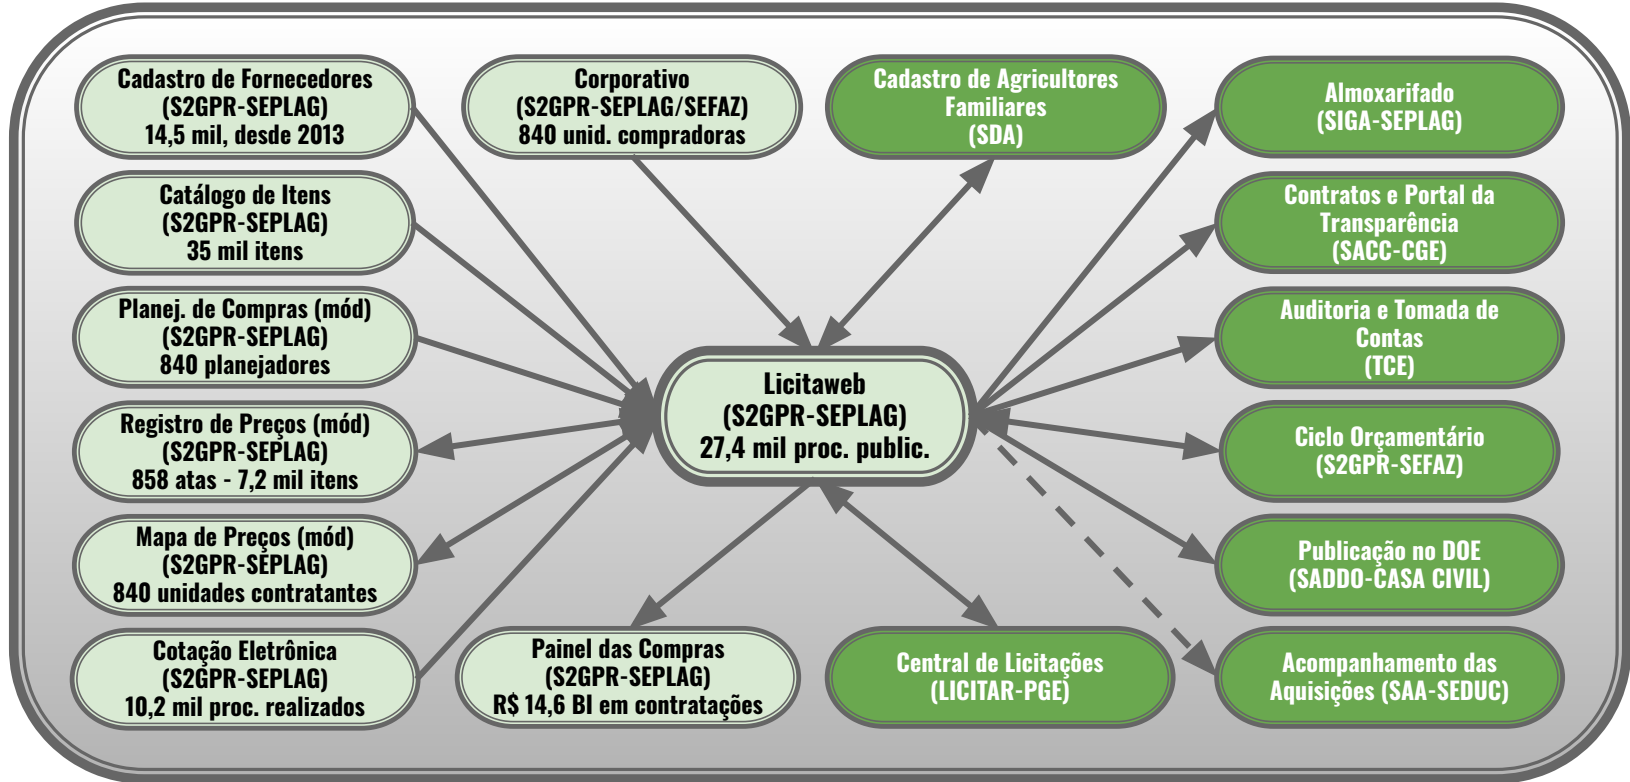 Cadastro de Fornecedores
(S2GPR-SEPLAG)
14,5 mil, desde 2013
Corporativo
(S2GPR-SEPLAG/SEFAZ)
840 unid. compradoras
Cadastro de Agricultores
Familiares
(SDA)
Almoxarifado
(SIGA-SEPLAG)
Catálogo de Itens
(S2GPR-SEPLAG)
35 mil itens
Contratos e Portal da
Transparência
(SACC-CGE)
Planej. de Compras (mód)
(S2GPR-SEPLAG)
840 planejadores
Auditoria e Tomada de
Contas
(TCE)
Licitaweb
(S2GPR-SEPLAG)
27,4 mil proc. public.
Registro de Preços (mód)
(S2GPR-SEPLAG)
858 atas - 7,2 mil itens
Ciclo Orçamentário
(S2GPR-SEFAZ)
Mapa de Preços (mód)
(S2GPR-SEPLAG)
840 unidades contratantes
Publicação no DOE
(SADDO-CASA CIVIL)
Cotação Eletrônica
(S2GPR-SEPLAG)
10,2 mil proc. realizados
Painel das Compras
(S2GPR-SEPLAG)
R$ 14,6 BI em contratações
Central de Licitações
(LICITAR-PGE)
Acompanhamento das
Aquisições (SAA-SEDUC)